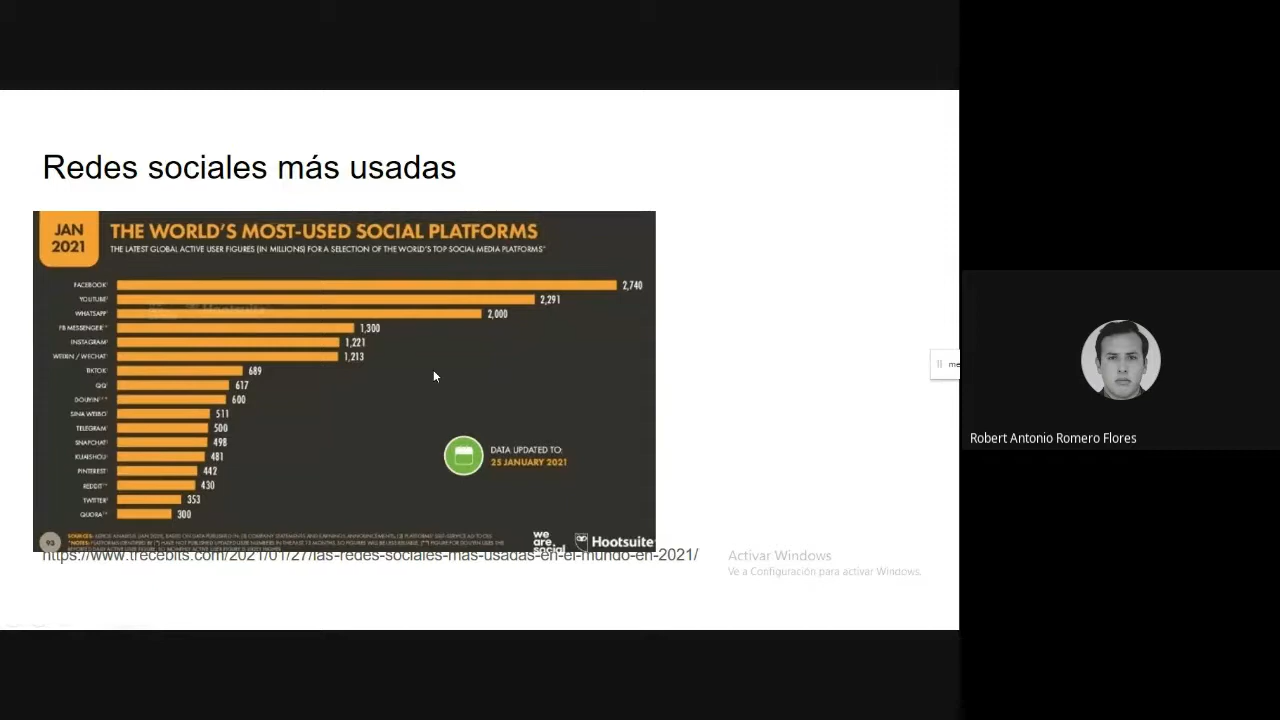 Redes sociales más usadas
JAN
2021
THE WORLD'S MOST-USED SOCIAL PLATFORMS
THE LATEST GLOBAL ACTIVE USER FIGURES (IN MILLIONS) FOR A SELECTION OF THE WORLD'S TOP SOCIAL MEDIA PLATFORMS*
FACEBOOK 2,740
YOUTUBE 2,291
WHATSAPP 2,000
FB MESSENGER 1,300
INSTAGRAM 1,221
WEIXIN / WECHAT 1,213
TIKTOK 689
QQ 617
DOUYIN 600
SINA WEIBO 511
TELEGRAM 500
SNAPCHAT 498
KUAISHOU 481
PINTEREST 442
REDDIT 430
TWITTER 353
QUORA 300
DATA UPDATED TO:
25 JANUARY 2021
93
we
are.
social
Hootsuite
https://www.trecebits.com/2021/01/27/las-redes-sociales-mas-usadas-en-el-mundo-en-2021/
Activar Windows
Ve a Configuración para activar Windows.
me
Robert Antonio Romero Flores